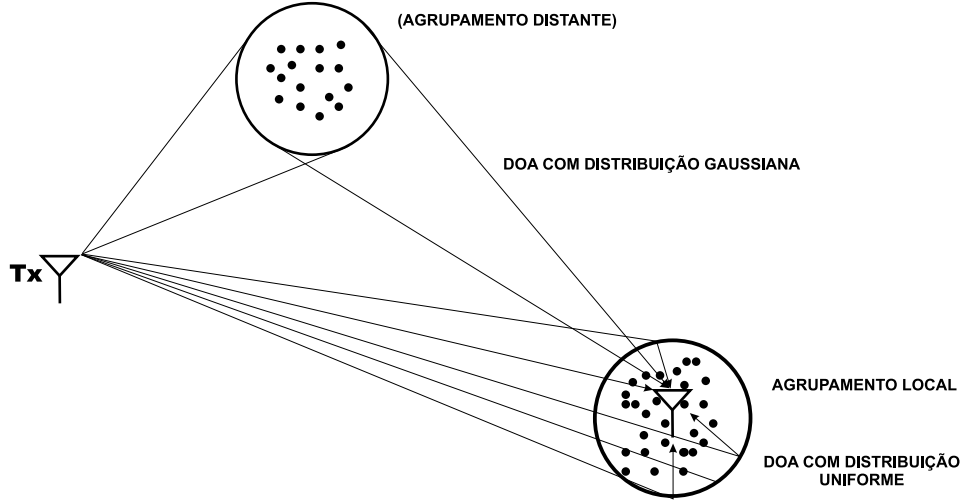 (AGRUPAMENTO DISTANTE)
DOA COM DISTRIBUIÇÃO GAUSSIANA
Tx
AGRUPAMENTO LOCAL
DOA COM DISTRIBUIÇÃO
UNIFORME